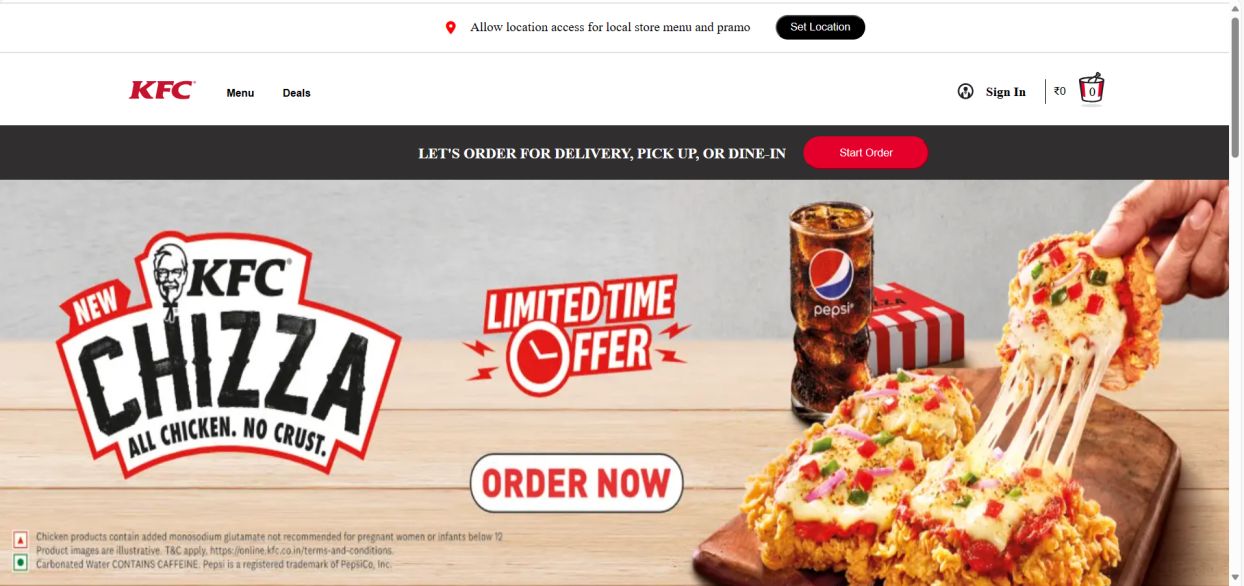 Allow location access for local store menu and pramo
Set Location
KFC
Menu
Deals
Sign In
₹0
0
LET'S ORDER FOR DELIVERY, PICK UP, OR DINE-IN
Start Order
NEW
KFC
CHIZZA
ALL CHICKEN. NO CRUST.
LIMITED TIME
OFFER
ORDER NOW
pepsi
Chicken products contain added monosodium glutamate not recommended for pregnant women or infants below 12
Product images are illustrative. T&C apply, https://online.kfc.co.in/terms-and-conditions.
Carbonated Water CONTAINS CAFFEINE. Pepsi is a registered trademark of PepsiCo, Inc.